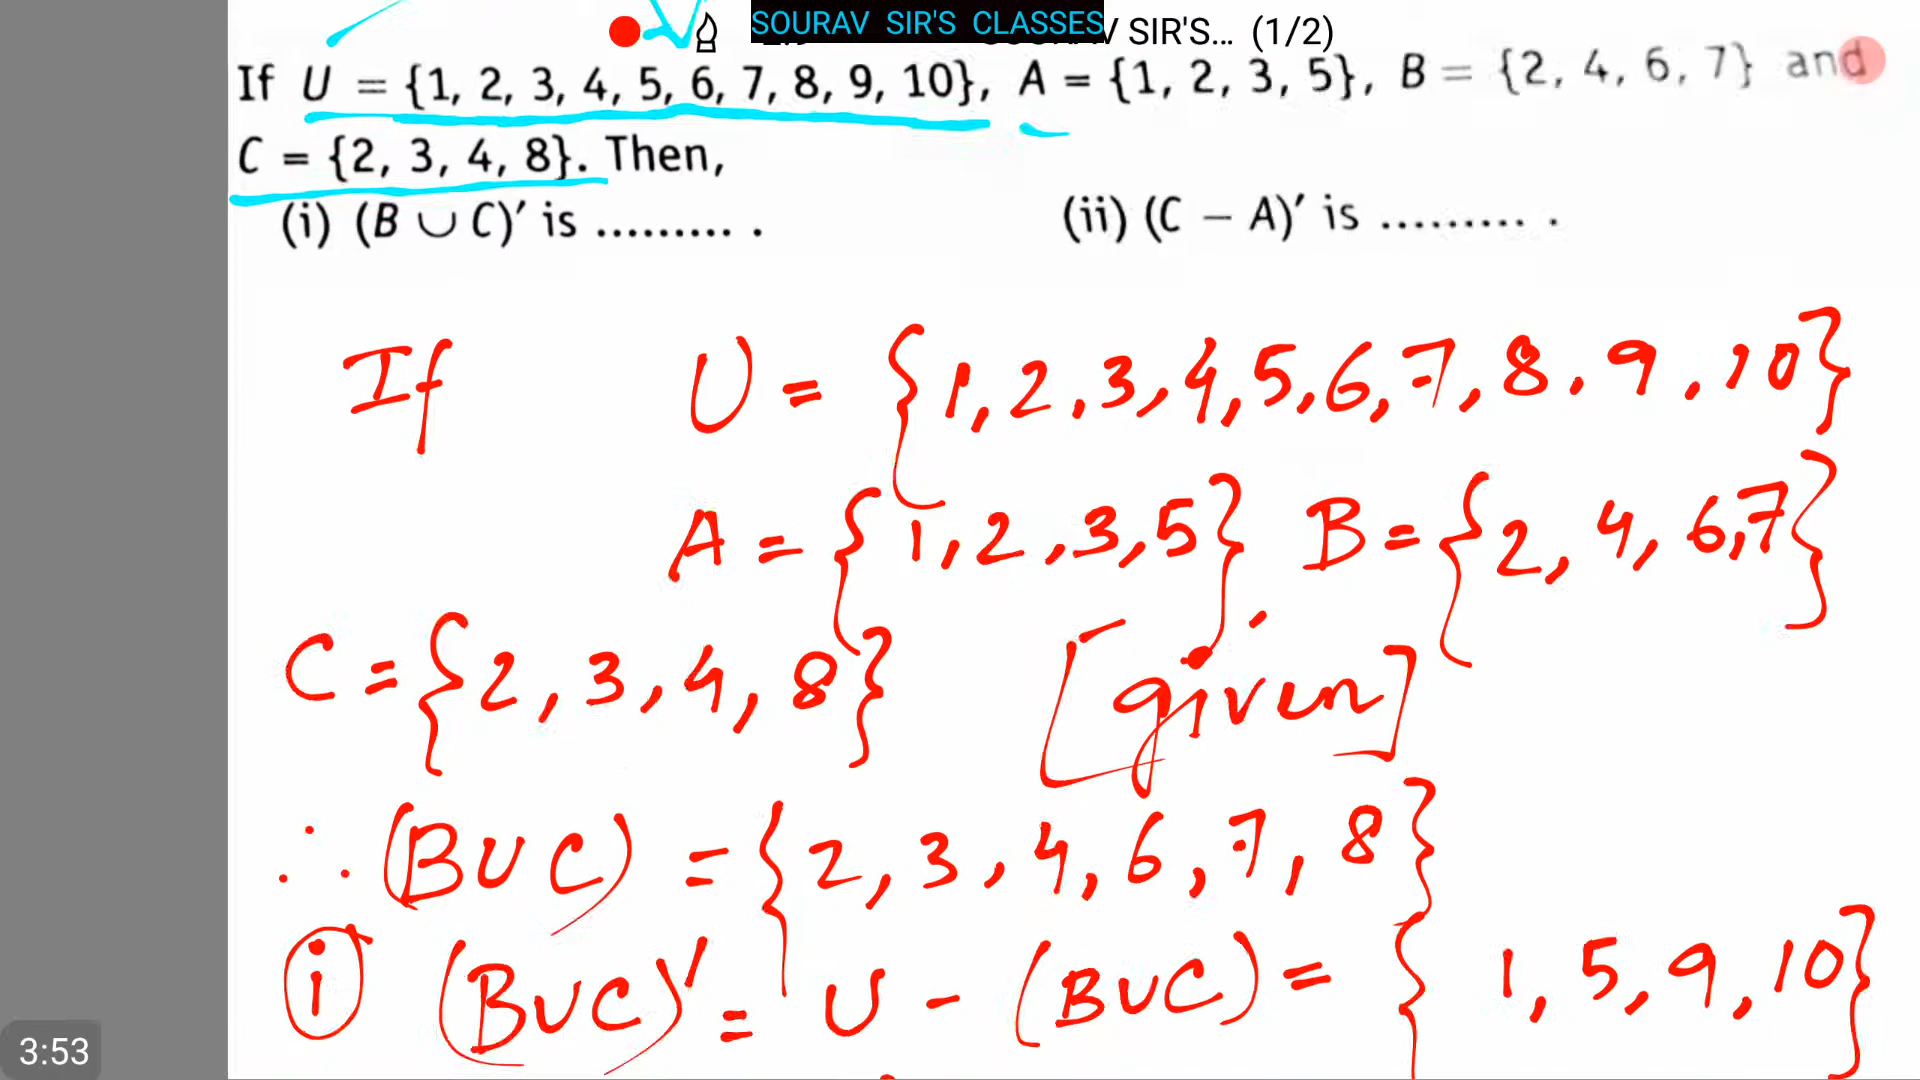 SOURAV SIR'S CLASSES V SIR'S... (1/2)
If U = {1, 2, 3, 4, 5, 6, 7, 8, 9, 10}, A = {1, 2, 3, 5}, B = {2, 4, 6, 7} and
C = {2, 3, 4, 8}. Then,
(i) (B ∪ C)′ is ......... . (ii) (C − A)′ is ......... .
If U = {1, 2, 3, 4, 5, 6, 7, 8, 9, 10}
A = {1, 2, 3, 5} B = {2, 4, 6, 7}
C = {2, 3, 4, 8} [given]
∴ (B∪C) = {2, 3, 4, 6, 7, 8}
(i) (B∪C)′ = U − (B∪C) = {1, 5, 9, 10}
3:53